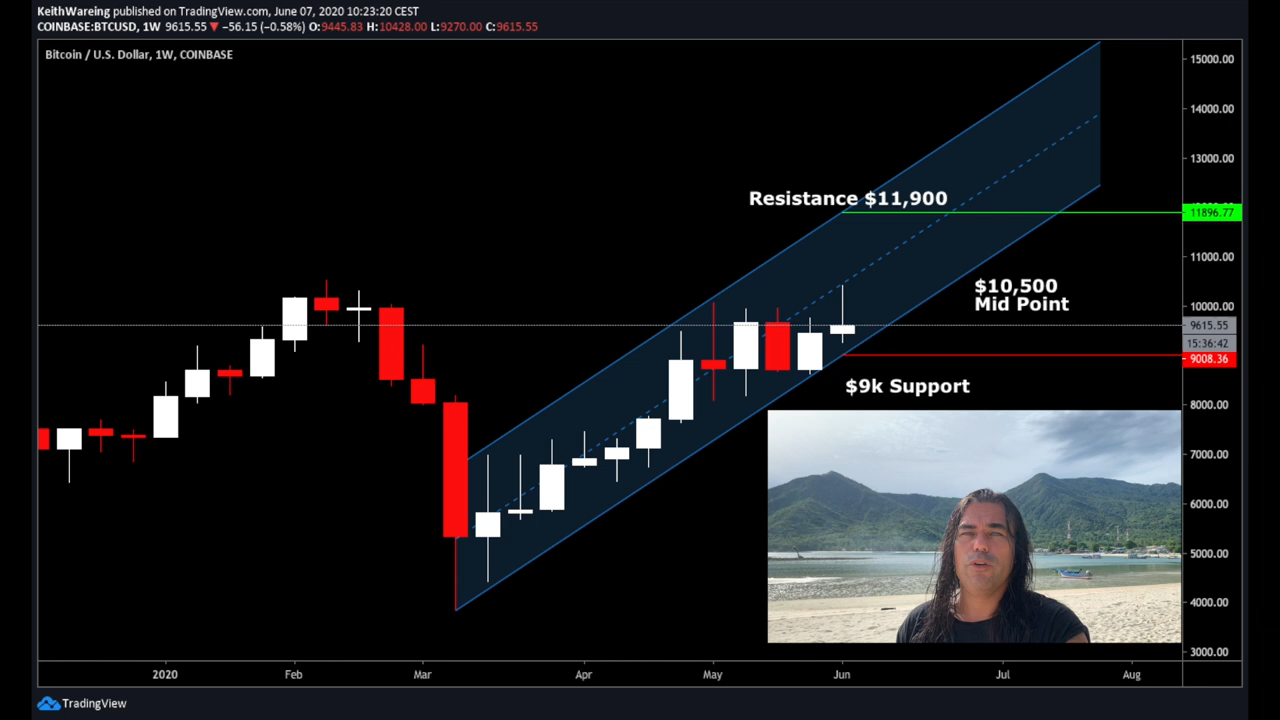 KeithWareing published on TradingView.com, June 07, 2020 10:23:20 CEST
COINBASE:BTCUSD, 1W 9615.55 ▼ −56.15 (−0.58%) O:9445.83 H:10428.00 L:9270.00 C:9615.55
Bitcoin / U.S. Dollar, 1W, COINBASE
15000.00
14000.00
13000.00
Resistance $11,900
11896.77
11000.00
$10,500
Mid Point
10000.00
9615.55
15:36:42
9008.36
$9k Support
8000.00
7000.00
6000.00
5000.00
4000.00
3000.00
2020 Feb Mar Apr May Jun Jul Aug
TradingView